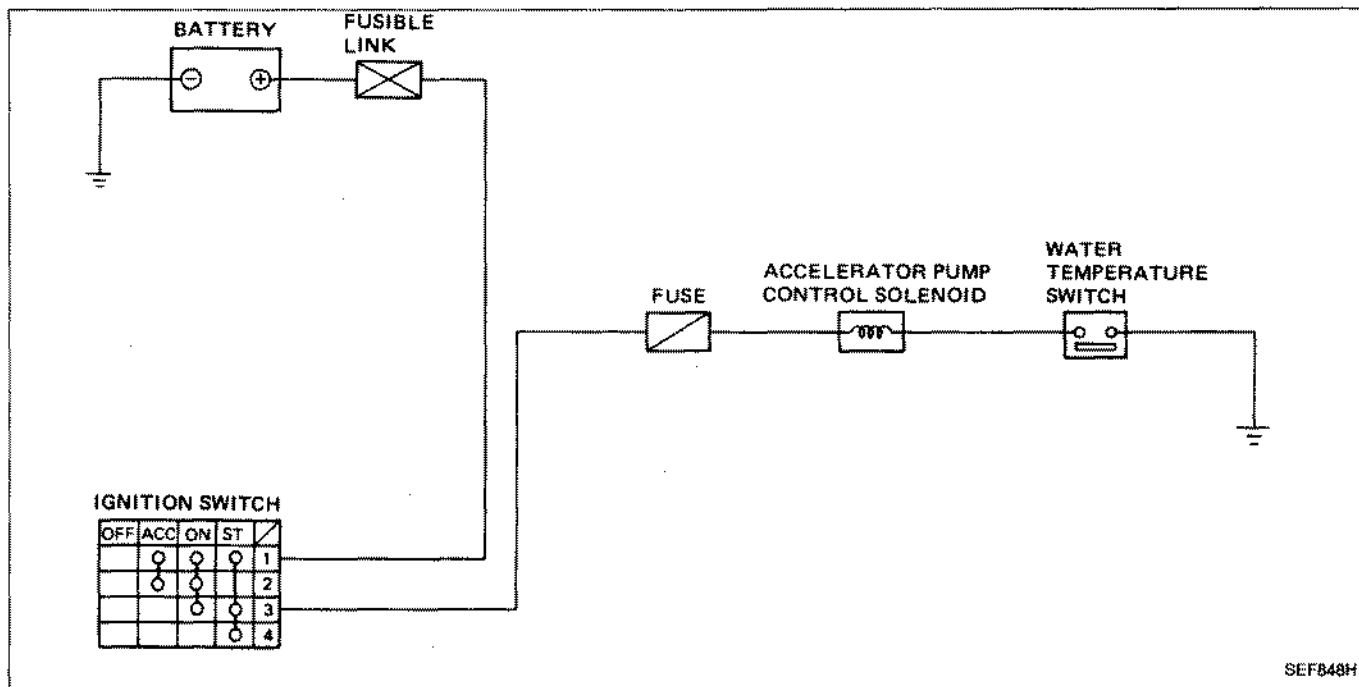 BATTERY
FUSIBLE
LINK
WATER
TEMPERATURE
SWITCH
ACCELERATOR PUMP
CONTROL SOLENOID
FUSE
IGNITION SWITCH
OFF ACC ON ST
1
2
3
4
SEF848H